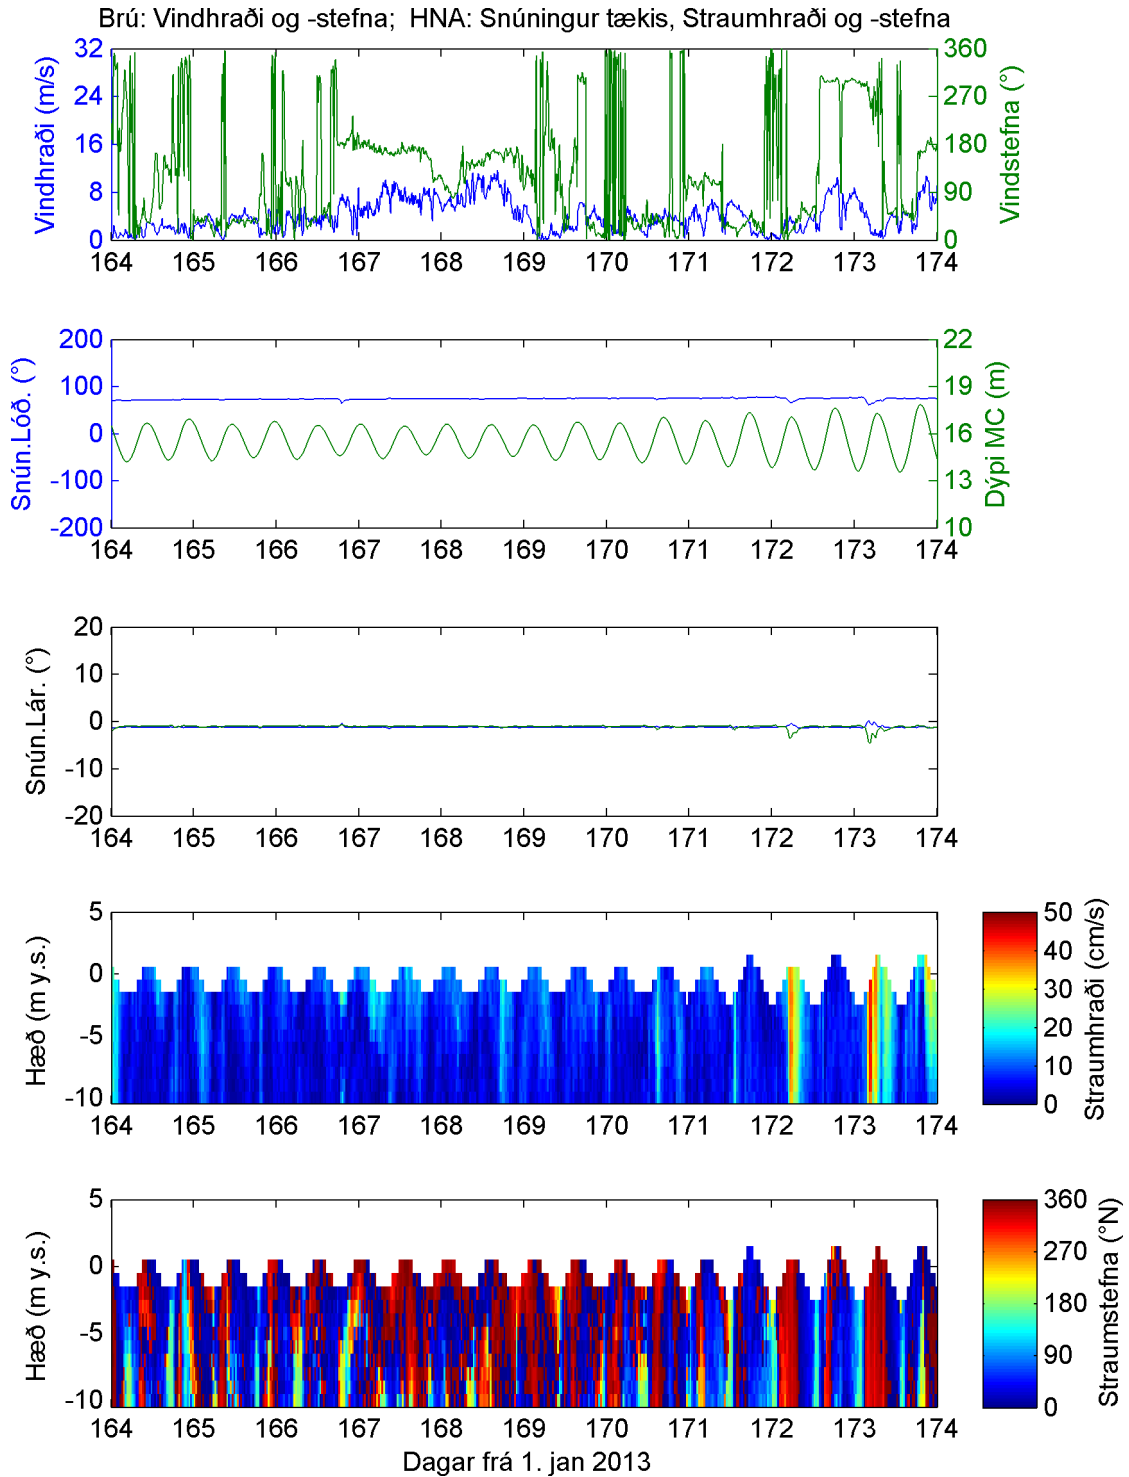 Brú: Vindhraði og -stefna;  HNA: Snúningur tækis, Straumhraði og -stefna
Vindhraði (m/s)
32
24
16
8
0
360
270
180
90
0
Vindstefna (°)
164 165 166 167 168 169 170 171 172 173 174
Snún.Lóð. (°)
200
100
0
-100
-200
22
19
16
13
10
Dýpi MC (m)
164 165 166 167 168 169 170 171 172 173 174
Snún.Lár. (°)
20
10
0
-10
-20
164 165 166 167 168 169 170 171 172 173 174
Hæð (m y.s.)
5
0
-5
-10
50
40
30
20
10
0
Straumhraði (cm/s)
164 165 166 167 168 169 170 171 172 173 174
Hæð (m y.s.)
5
0
-5
-10
360
270
180
90
0
Straumstefna (°N)
164 165 166 167 168 169 170 171 172 173 174
Dagar frá 1. jan 2013